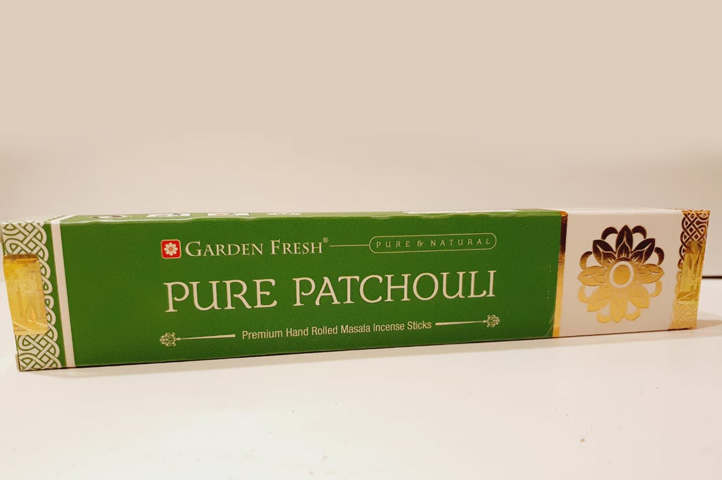 GARDEN FRESH®
PURE & NATURAL
PURE PATCHOULI
Premium Hand Rolled Masala Incense Sticks